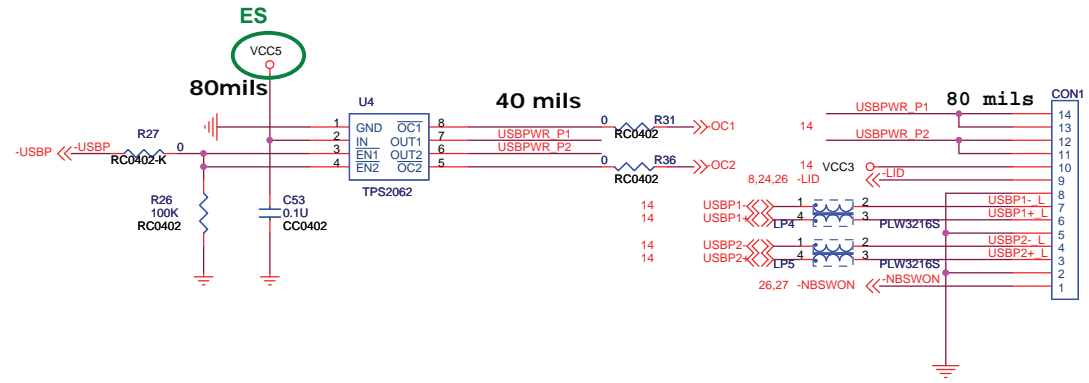 ES
VCC5
80mils
U4
40 mils
80 mils
CON1
1 GND OC1 8
2 IN OUT1 7
3 EN1 OUT2 6
4 EN2 OC2 5
TPS2062
R27
-USBP -USBP 0
RC0402-K
R26
100K
RC0402
C53
0.1U
CC0402
USBPWR_P1
USBPWR_P2
0 R31
RC0402
-OC1
0 R36
RC0402
-OC2
USBPWR_P1
14
USBPWR_P2
14 VCC3
8,24,26 -LID -LID
14 USBP1- 1 2 USBP1-_L
14 USBP1+ 4 3 USBP1+_L
LP4 PLW3216S
14 USBP2- 1 2 USBP2-_L
14 USBP2+ 4 3 USBP2+_L
LP5 PLW3216S
26,27 -NBSWON -NBSWON
14
13
12
11
10
9
8
7
6
5
4
3
2
1